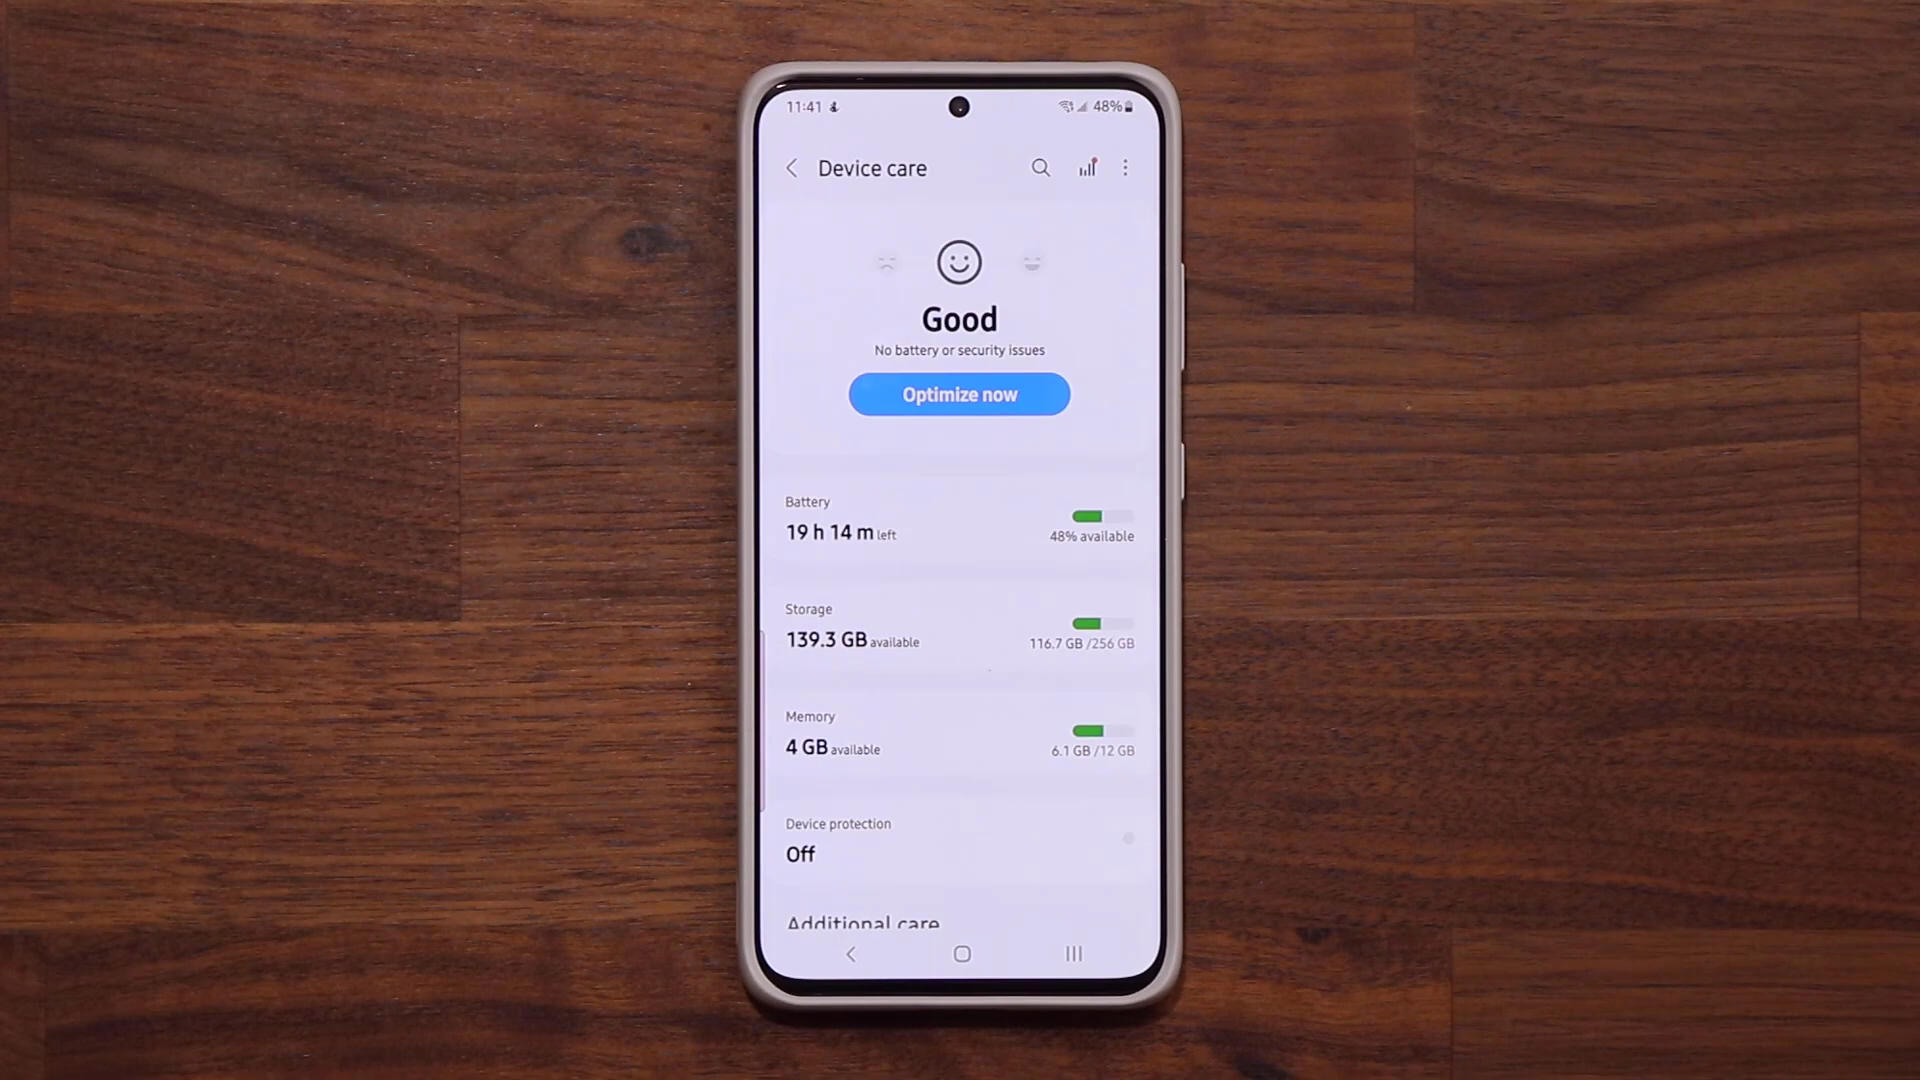 11:41 48%
Device care
Good
No battery or security issues
Optimize now
Battery
19 h 14 m left
48% available
Storage
139.3 GB available
116.7 GB /256 GB
Memory
4 GB available
6.1 GB /12 GB
Device protection
Off
Additional care